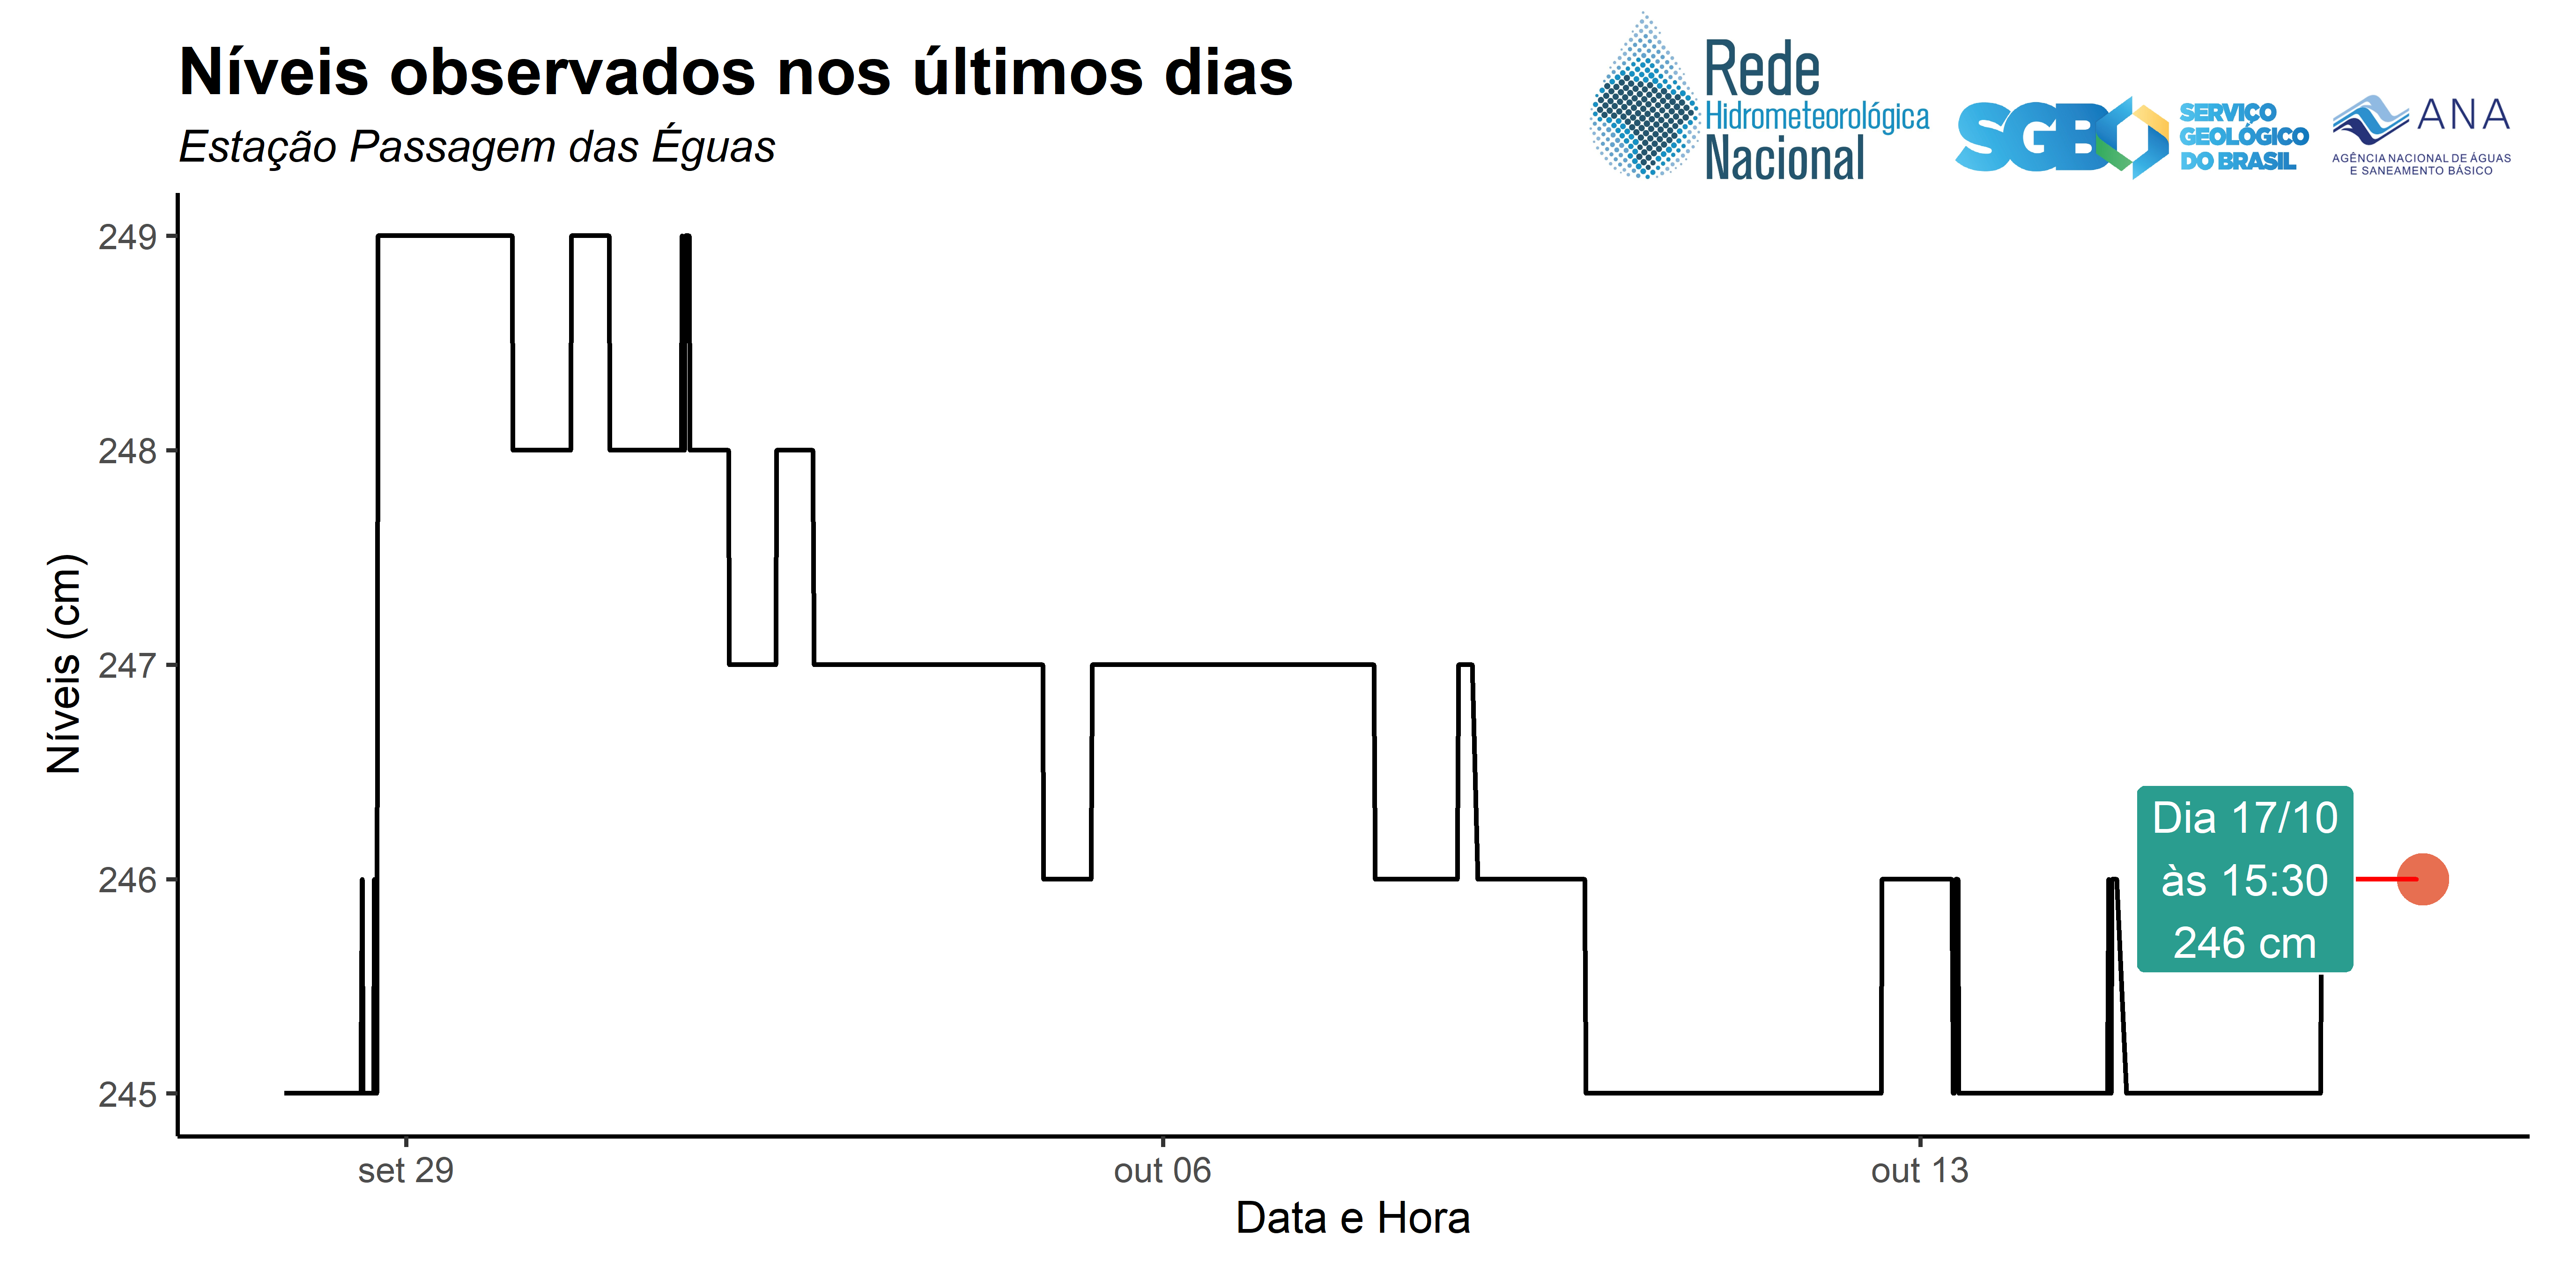 Níveis observados nos últimos dias
Estação Passagem das Éguas
Rede
Hidrometeorológica
Nacional
SGB
SERVIÇO
GEOLÓGICO
DO BRASIL
ANA
AGÊNCIA NACIONAL DE ÁGUAS
E SANEAMENTO BÁSICO
Níveis (cm)
249
248
247
246
245
Dia 17/10
às 15:30
246 cm
set 29
out 06
out 13
Data e Hora